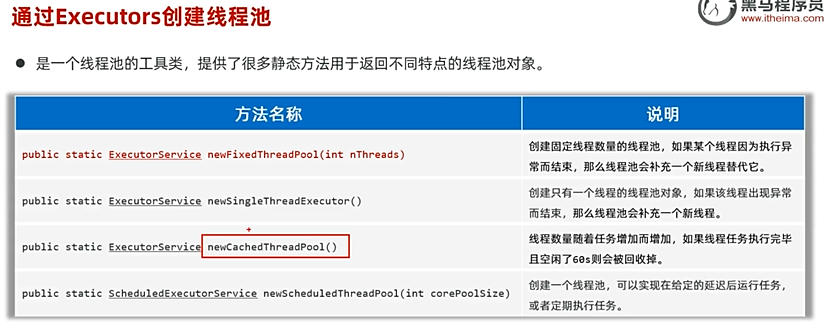 通过Executors创建线程池
黑马程序员
www.itheima.com
● 是一个线程池的工具类，提供了很多静态方法用于返回不同特点的线程池对象。
方法名称 说明
public static ExecutorService newFixedThreadPool(int nThreads) 创建固定线程数量的线程池，如果某个线程因为执行异
常而结束，那么线程池会补充一个新线程替代它。
public static ExecutorService newSingleThreadExecutor() 创建只有一个线程的线程池对象，如果该线程出现异常
而结束，那么线程池会补充一个新线程。
public static ExecutorService newCachedThreadPool() 线程数量随着任务增加而增加，如果线程任务执行完毕
且空闲了60s则会被回收掉。
public static ScheduledExecutorService newScheduledThreadPool(int corePoolSize) 创建一个线程池，可以实现在给定的延迟后运行任务，
或者定期执行任务。